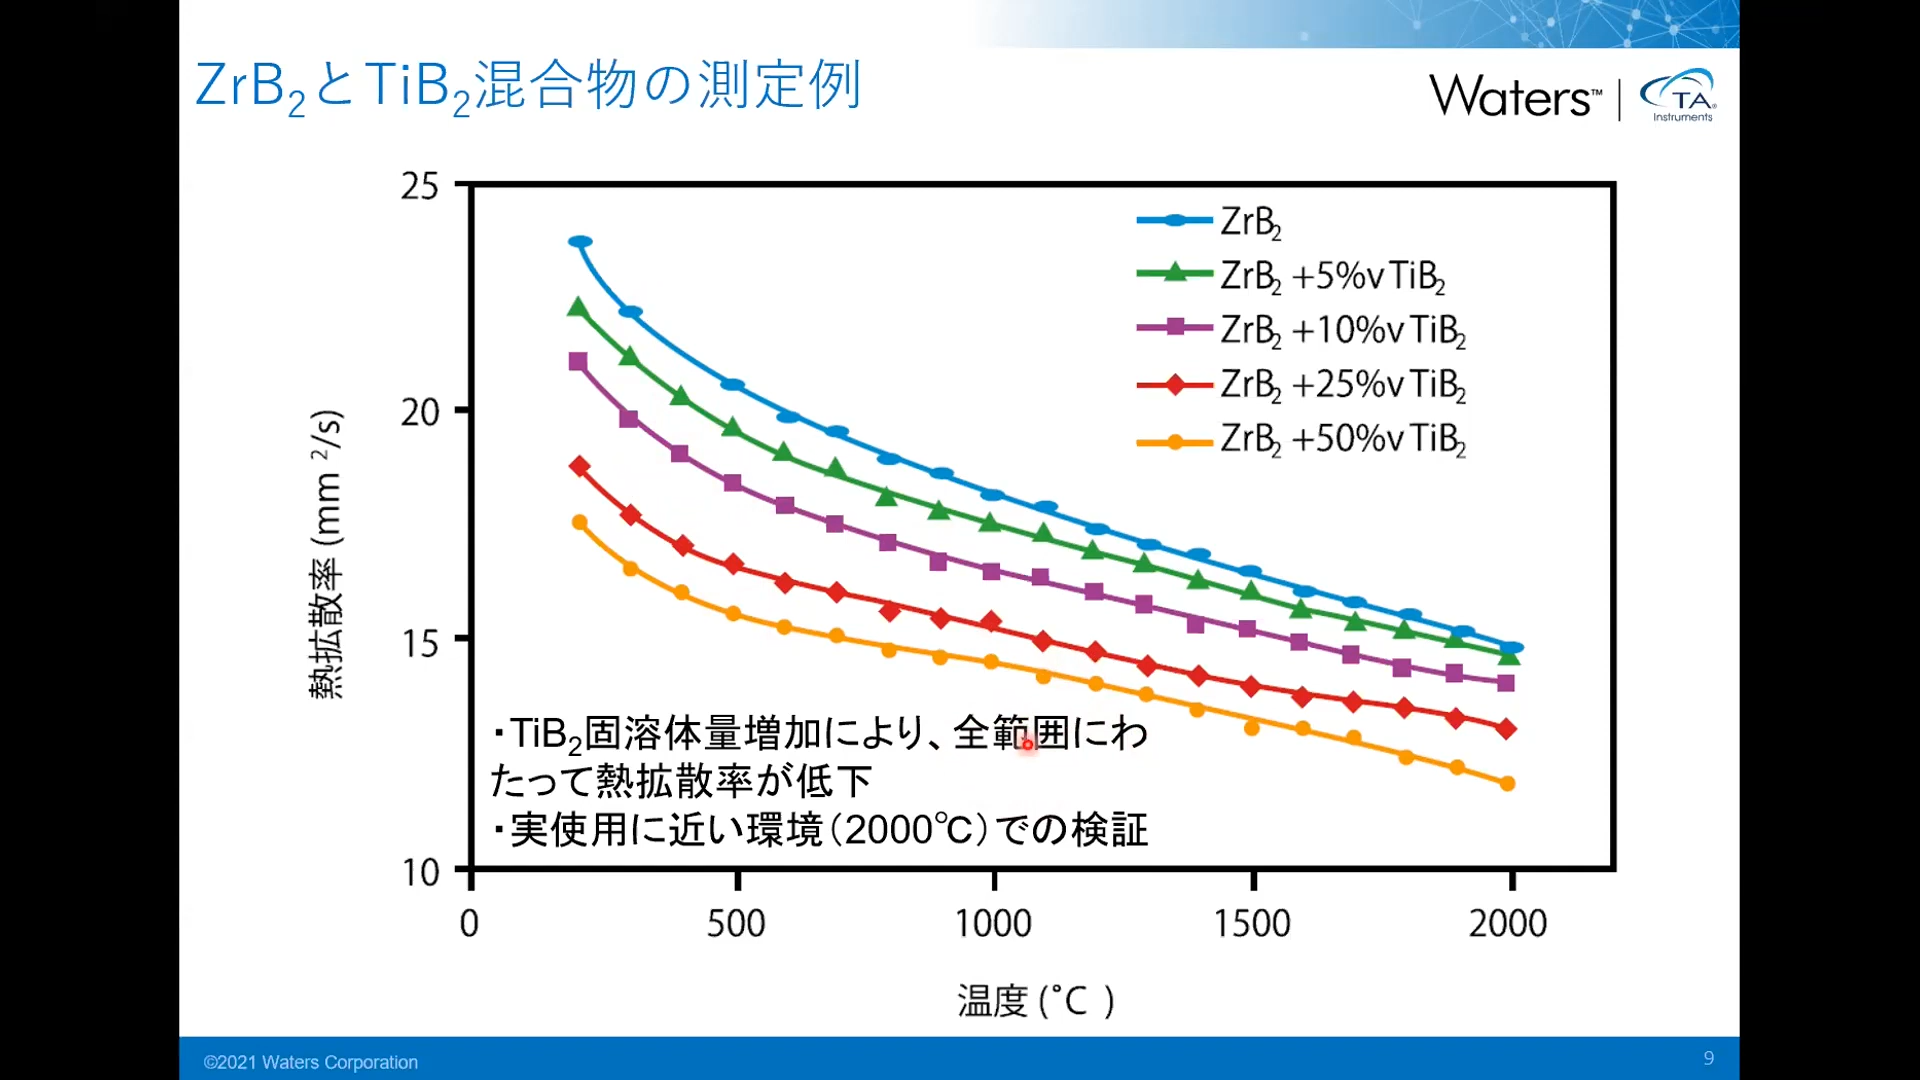 ZrB₂とTiB₂混合物の測定例
Waters™
TA
Instruments
25
20
15
10
熱拡散率 (mm ²/s)
ZrB₂
ZrB₂ +5%v TiB₂
ZrB₂ +10%v TiB₂
ZrB₂ +25%v TiB₂
ZrB₂ +50%v TiB₂
・TiB₂固溶体量増加により、全範囲にわ
たって熱拡散率が低下
・実使用に近い環境（2000℃）での検証
0 500 1000 1500 2000
温度 (°C )
©2021 Waters Corporation
9